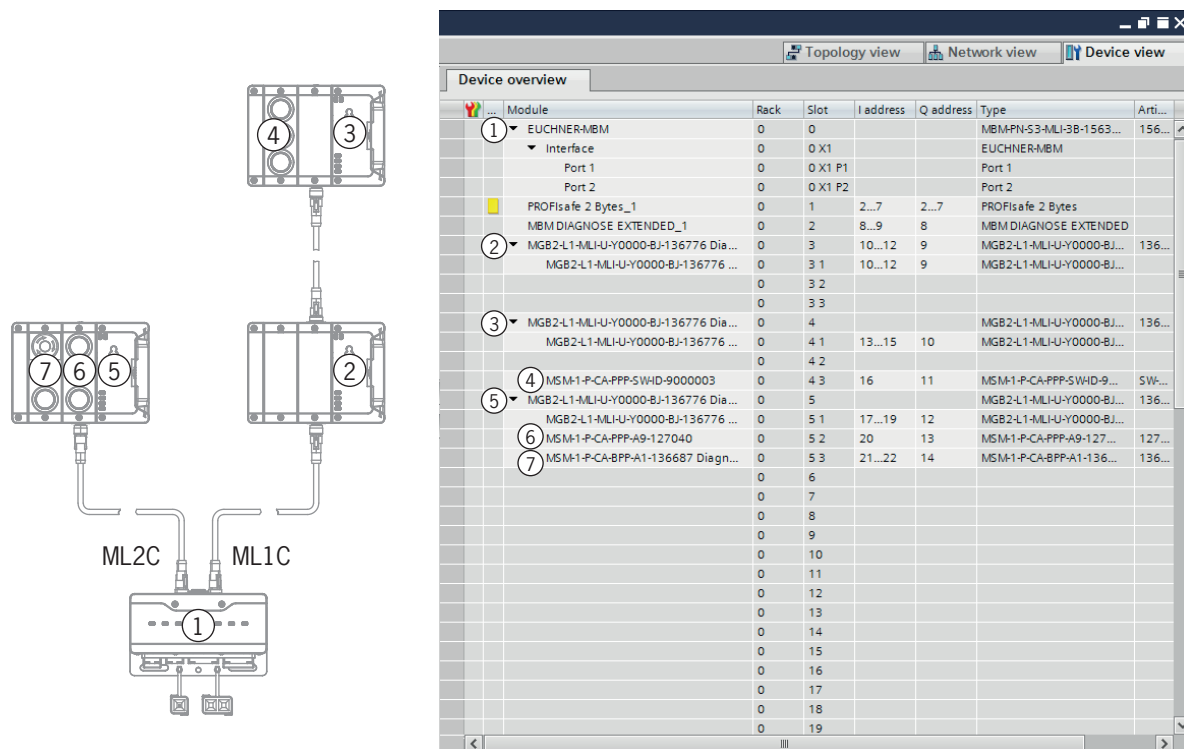 Topology view Network view Device view
Device overview
... Module Rack Slot I address Q address Type Arti...
1 EUCHNER-MBM 0 0 MBM-PN-S3-MLI-3B-1563... 156...
Interface 0 0 X1 EUCHNER-MBM
Port 1 0 0 X1 P1 Port 1
Port 2 0 0 X1 P2 Port 2
PROFIsafe 2 Bytes_1 0 1 2...7 2...7 PROFIsafe 2 Bytes
MBM DIAGNOSE EXTENDED_1 0 2 8...9 8 MBM DIAGNOSE EXTENDED
2 MGB2-L1-MLI-U-Y0000-BJ-136776 Dia... 0 3 10...12 9 MGB2-L1-MLI-U-Y0000-BJ... 136...
MGB2-L1-MLI-U-Y0000-BJ-136776 ... 0 3 1 10...12 9 MGB2-L1-MLI-U-Y0000-BJ...
0 3 2
0 3 3
3 MGB2-L1-MLI-U-Y0000-BJ-136776 Dia... 0 4 MGB2-L1-MLI-U-Y0000-BJ... 136...
MGB2-L1-MLI-U-Y0000-BJ-136776 ... 0 4 1 13...15 10 MGB2-L1-MLI-U-Y0000-BJ...
0 4 2
4 MSM-1-P-CA-PPP-SW-ID-9000003 0 4 3 16 11 MSM-1-P-CA-PPP-SW-ID-9... SW-...
5 MGB2-L1-MLI-U-Y0000-BJ-136776 Dia... 0 5 MGB2-L1-MLI-U-Y0000-BJ... 136...
MGB2-L1-MLI-U-Y0000-BJ-136776 ... 0 5 1 17...19 12 MGB2-L1-MLI-U-Y0000-BJ...
6 MSM-1-P-CA-PPP-A9-127040 0 5 2 20 13 MSM-1-P-CA-PPP-A9-127... 127...
7 MSM-1-P-CA-BPP-A1-136687 Diagn... 0 5 3 21...22 14 MSM-1-P-CA-BPP-A1-136... 136...
0 6
0 7
0 8
0 9
0 10
0 11
0 12
0 13
0 14
0 15
0 16
0 17
0 18
0 19
4 3
7 6 5 2
ML2C ML1C
1